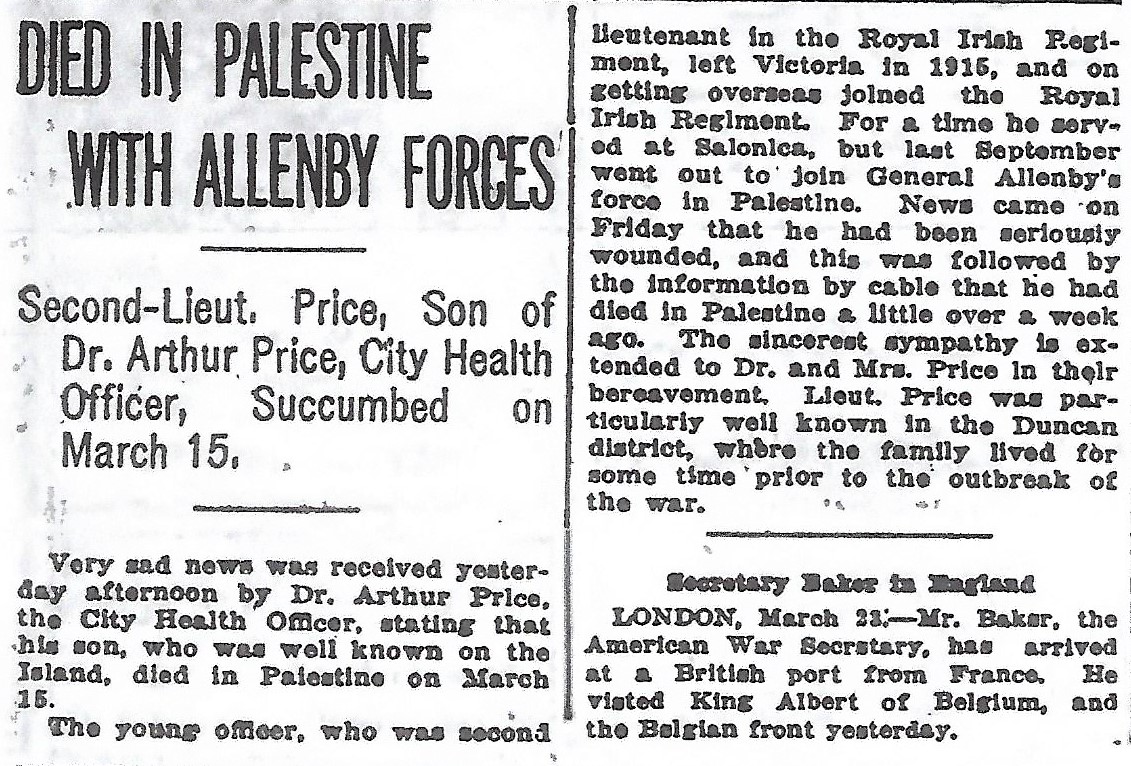 DIED IN PALESTINE
WITH ALLENBY FORCES
Second-Lieut. Price, Son of
Dr. Arthur Price, City Health
Officer, Succumbed on
March 15.
Very sad news was received yester-
day afternoon by Dr. Arthur Price,
the City Health Officer, stating that
his son, who was well known on the
Island, died in Palestine on March
15.
The young officer, who was second
lieutenant in the Royal Irish Regi-
ment, left Victoria in 1915, and on
getting overseas joined the Royal
Irish Regiment. For a time he serv-
ed at Salonica, but last September
went out to join General Allenby's
force in Palestine. News came on
Friday that he had been seriously
wounded, and this was followed by
the information by cable that he had
died in Palestine a little over a week
ago. The sincerest sympathy is ex-
tended to Dr. and Mrs. Price in their
bereavement. Lieut. Price was par-
ticularly well known in the Duncan
district, where the family lived for
some time prior to the outbreak of
the war.
Secretary Baker in England
LONDON, March 23.—Mr. Baker, the
American War Secretary, has arrived
at a British port from France. He
visted King Albert of Belgium, and
the Belgian front yesterday.